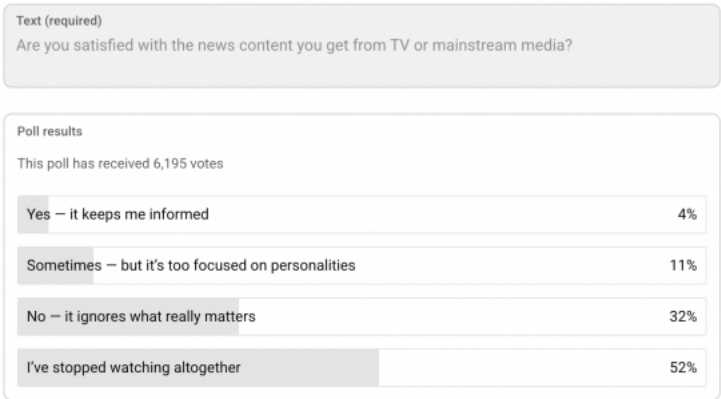 Text (required)
Are you satisfied with the news content you get from TV or mainstream media?
Poll results
This poll has received 6,195 votes
Yes — it keeps me informed 4%
Sometimes — but it's too focused on personalities 11%
No — it ignores what really matters 32%
I've stopped watching altogether 52%